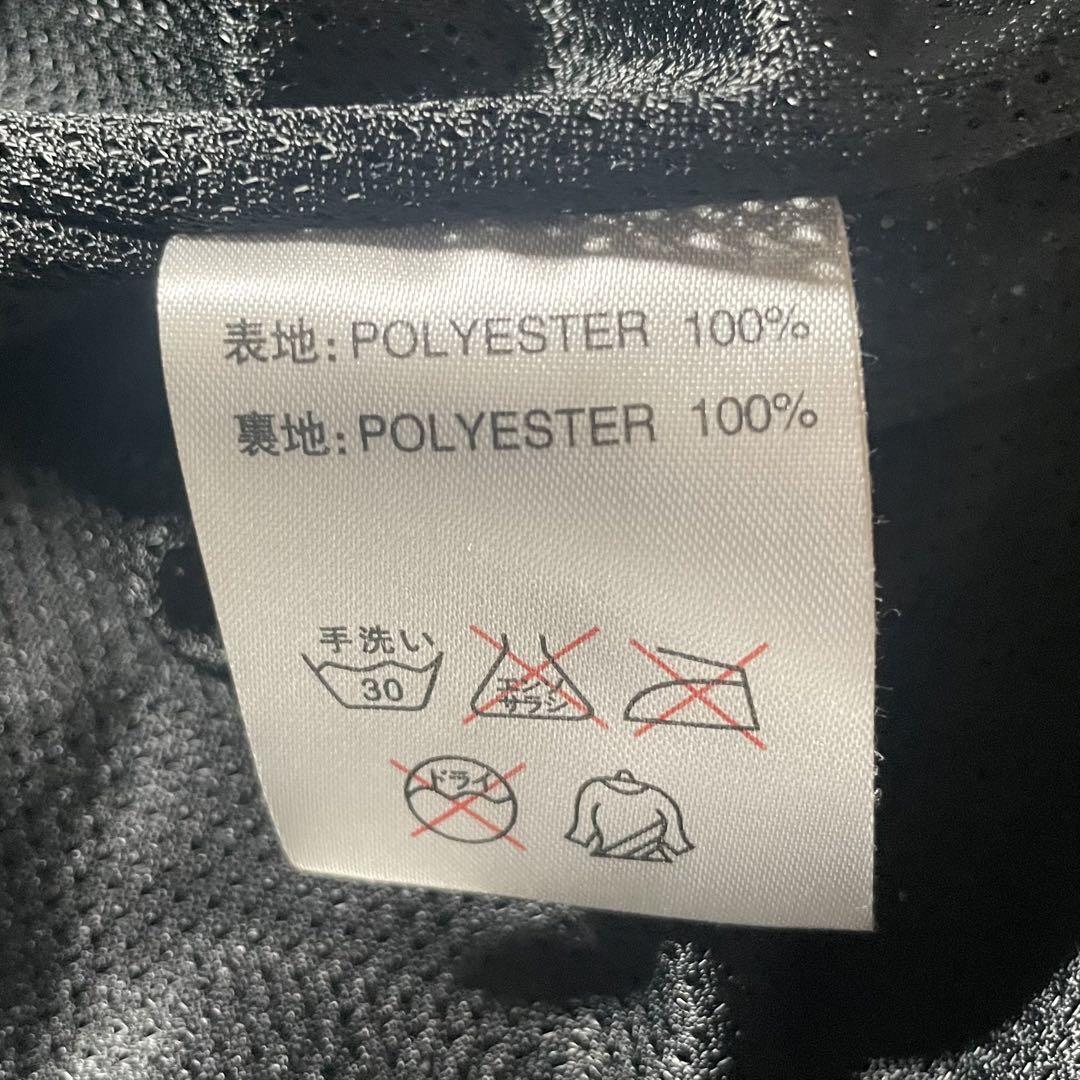 表地: POLYESTER 100%
裏地: POLYESTER 100%
手洗い
30
エンソ
サラシ
ドライ